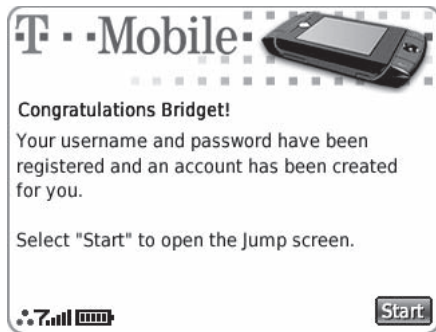 T - -Mobile-
Congratulations Bridget!
Your username and password have been
registered and an account has been created
for you.
Select "Start" to open the Jump screen.
Start